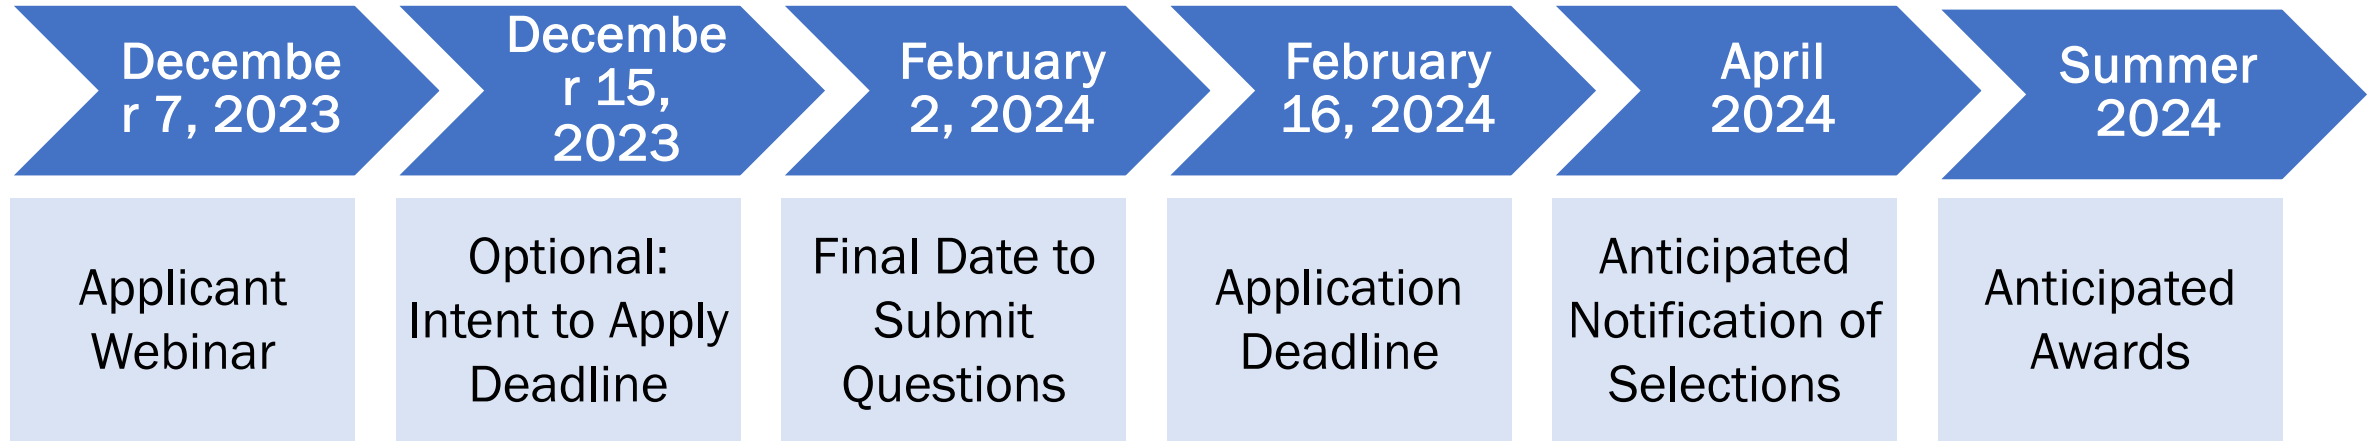 Decembe
r 7, 2023
Decembe
r 15,
2023
February
2, 2024
February
16, 2024
April
2024
Summer
2024
Applicant
Webinar
Optional:
Intent to Apply
Deadline
Final Date to
Submit
Questions
Application
Deadline
Anticipated
Notification of
Selections
Anticipated
Awards